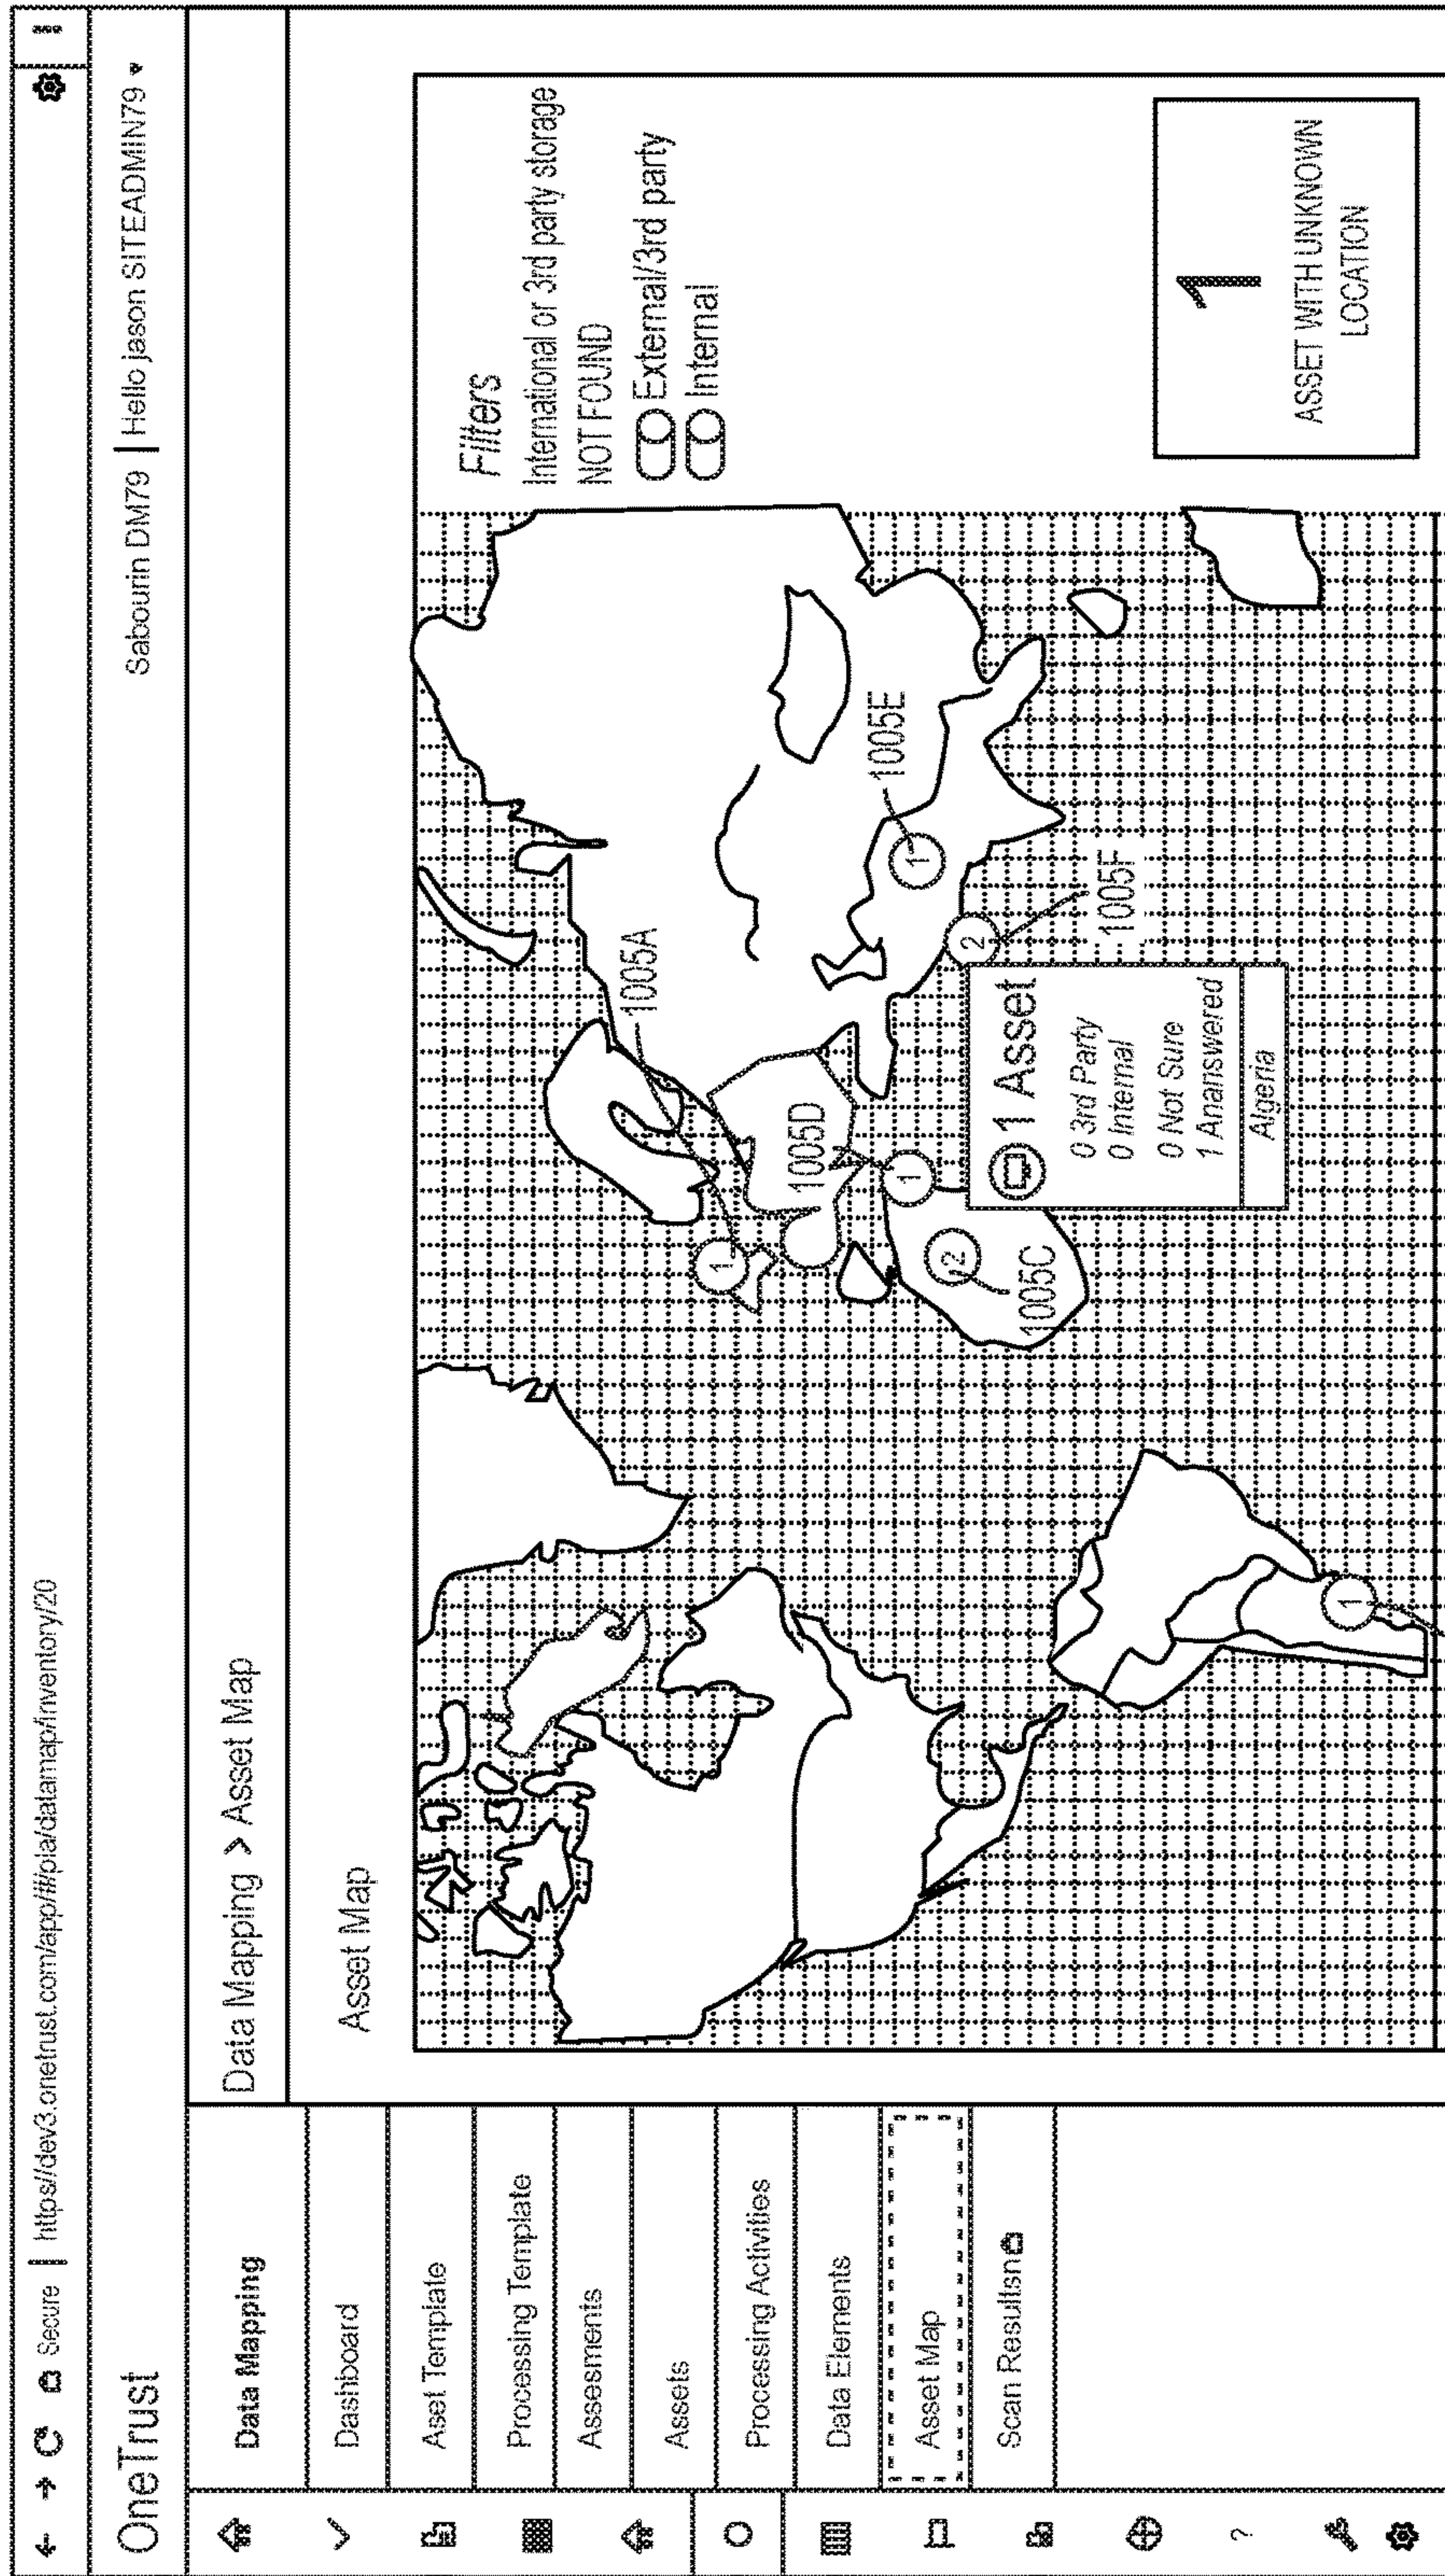 Secure | https//dev3.onetrust.com/app/#/pla/datamap/inventory/20
OneTrust
Sabourin DM79 | Hello jason SITEADMIN79
Data Mapping
Dashboard
Aset Template
Processing Template
Assesments
Assets
Processing Activities
Data Elements
Asset Map
Scan Resultsn
Data Mapping > Asset Map
Asset Map
1
1005A
2
1005C
1
1005D
1
1005E
2
1005F
1
1 Asset
0 3rd Party
0 Internal
0 Not Sure
1 Ananswered
Algeria
Filters
International or 3rd party storage
NOT FOUND
External/3rd party
Internal
1
ASSET WITH UNKNOWN
LOCATION
?